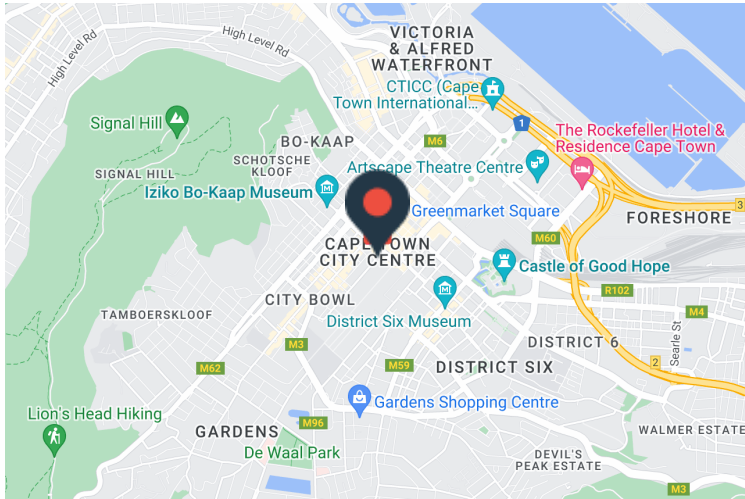 VICTORIA
& ALFRED
WATERFRONT
High Level Rd
High Level Rd
CTICC (Cape
Town International...
Signal Hill
1
The Rockefeller Hotel &
Residence Cape Town
BO-KAAP
M6
SCHOTSCHE
KLOOF
Artscape Theatre Centre
SIGNAL HILL
Iziko Bo-Kaap Museum
Greenmarket Square
3
FORESHORE
M60
CAPE TOWN
CITY CENTRE
Castle of Good Hope
R102
CITY BOWL
TAMBOERSKLOOF
District Six Museum
M4
M3
DISTRICT 6
Searle St
M62
M59
DISTRICT SIX
2
Gardens Shopping Centre
Lion's Head Hiking
M96
GARDENS
WALMER ESTATE
De Waal Park
DEVIL'S
PEAK ESTATE
M3